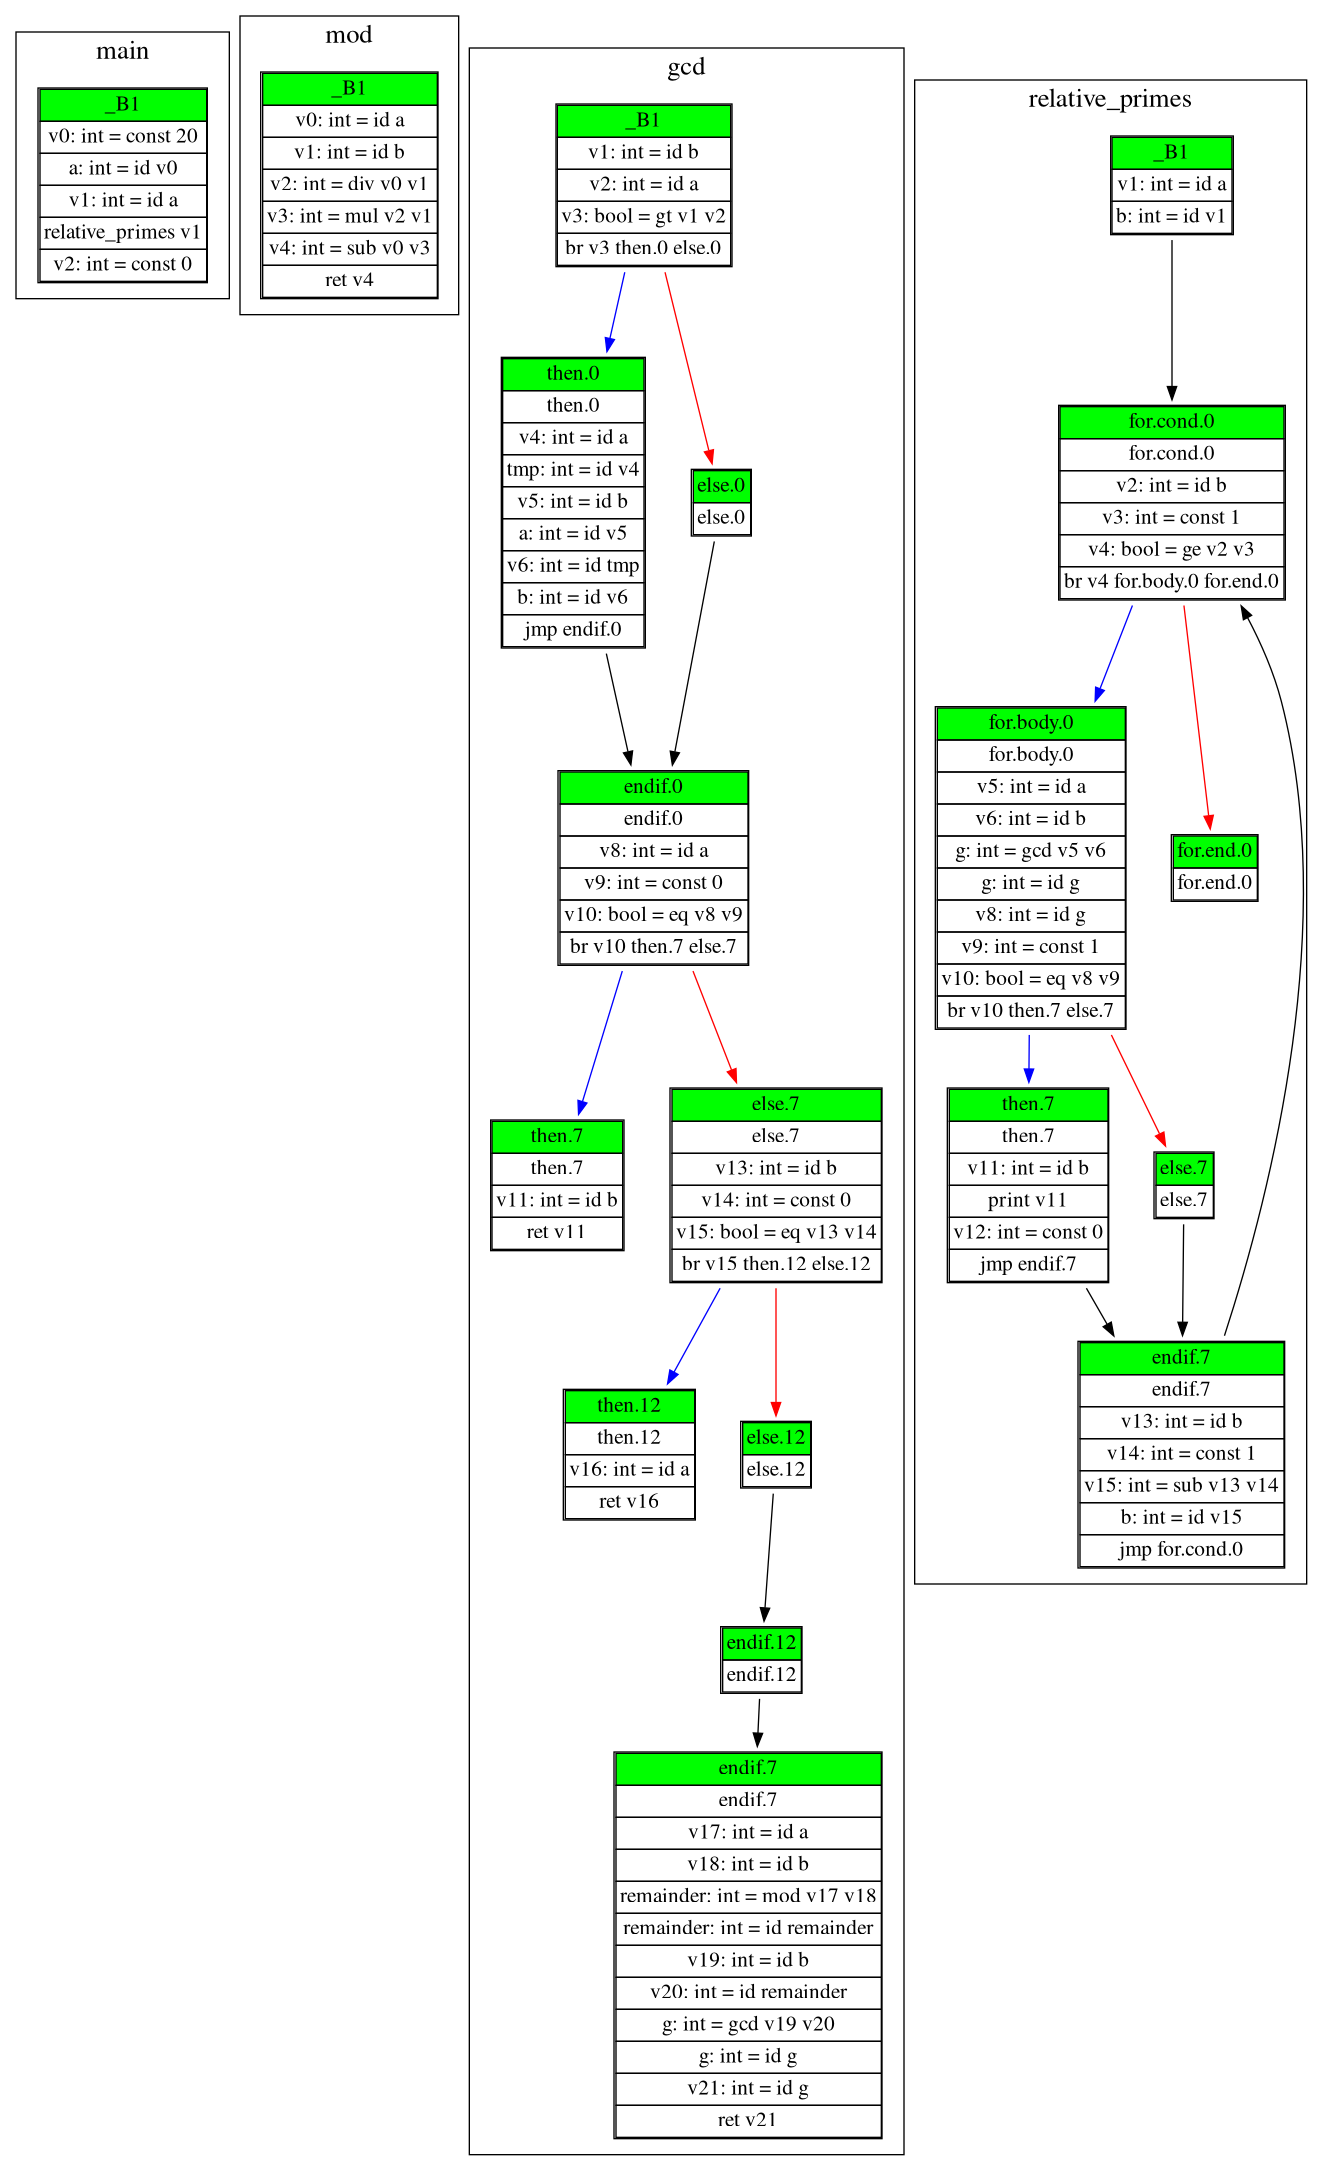 main
_B1
v0: int = const 20
a: int = id v0
v1: int = id a
relative_primes v1
v2: int = const 0
mod
_B1
v0: int = id a
v1: int = id b
v2: int = div v0 v1
v3: int = mul v2 v1
v4: int = sub v0 v3
ret v4
gcd
_B1
v1: int = id b
v2: int = id a
v3: bool = gt v1 v2
br v3 then.0 else.0
then.0
then.0
v4: int = id a
tmp: int = id v4
v5: int = id b
a: int = id v5
v6: int = id tmp
b: int = id v6
jmp endif.0
else.0
else.0
endif.0
endif.0
v8: int = id a
v9: int = const 0
v10: bool = eq v8 v9
br v10 then.7 else.7
then.7
then.7
v11: int = id b
ret v11
else.7
else.7
v13: int = id b
v14: int = const 0
v15: bool = eq v13 v14
br v15 then.12 else.12
then.12
then.12
v16: int = id a
ret v16
else.12
else.12
endif.12
endif.12
endif.7
endif.7
v17: int = id a
v18: int = id b
remainder: int = mod v17 v18
remainder: int = id remainder
v19: int = id b
v20: int = id remainder
g: int = gcd v19 v20
g: int = id g
v21: int = id g
ret v21
relative_primes
_B1
v1: int = id a
b: int = id v1
for.cond.0
for.cond.0
v2: int = id b
v3: int = const 1
v4: bool = ge v2 v3
br v4 for.body.0 for.end.0
for.body.0
for.body.0
v5: int = id a
v6: int = id b
g: int = gcd v5 v6
g: int = id g
v8: int = id g
v9: int = const 1
v10: bool = eq v8 v9
br v10 then.7 else.7
for.end.0
for.end.0
then.7
then.7
v11: int = id b
print v11
v12: int = const 0
jmp endif.7
else.7
else.7
endif.7
endif.7
v13: int = id b
v14: int = const 1
v15: int = sub v13 v14
b: int = id v15
jmp for.cond.0